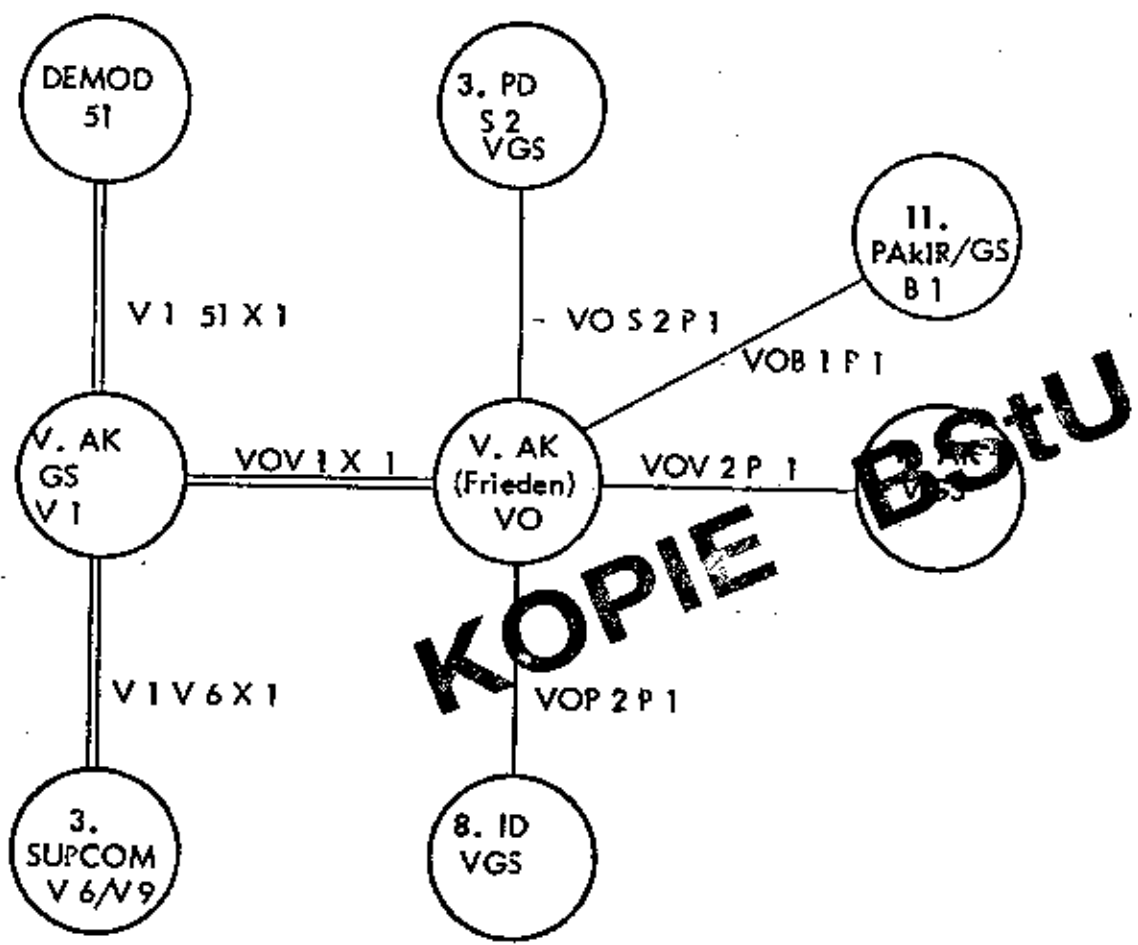 DEMOD
51
3. PD
S 2
VGS
11.
PAkIR/GS
B 1
V 1 51 X 1
VO S 2 P 1
VOB 1 P 1
V. AK
GS
V 1
VOV 1 X 1
V. AK
(Frieden)
VO
VOV 2 P 1
KOPIE BStU
V 1 V 6 X 1
VOP 2 P 1
3.
SUPCOM
V 6/V 9
8. ID
VGS